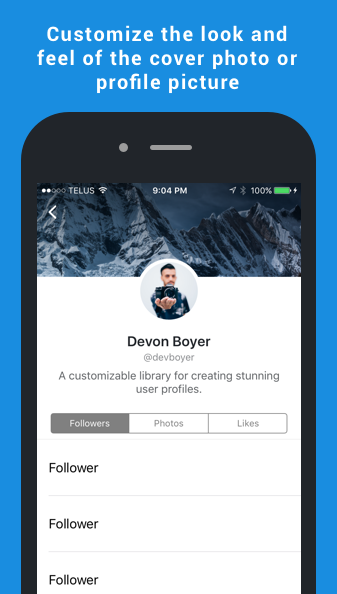 Customize the look and
feel of the cover photo or
profile picture
TELUS 9:04 PM 100%
Devon Boyer
@devboyer
A customizable library for creating stunning
user profiles.
Followers Photos Likes
Follower
Follower
Follower